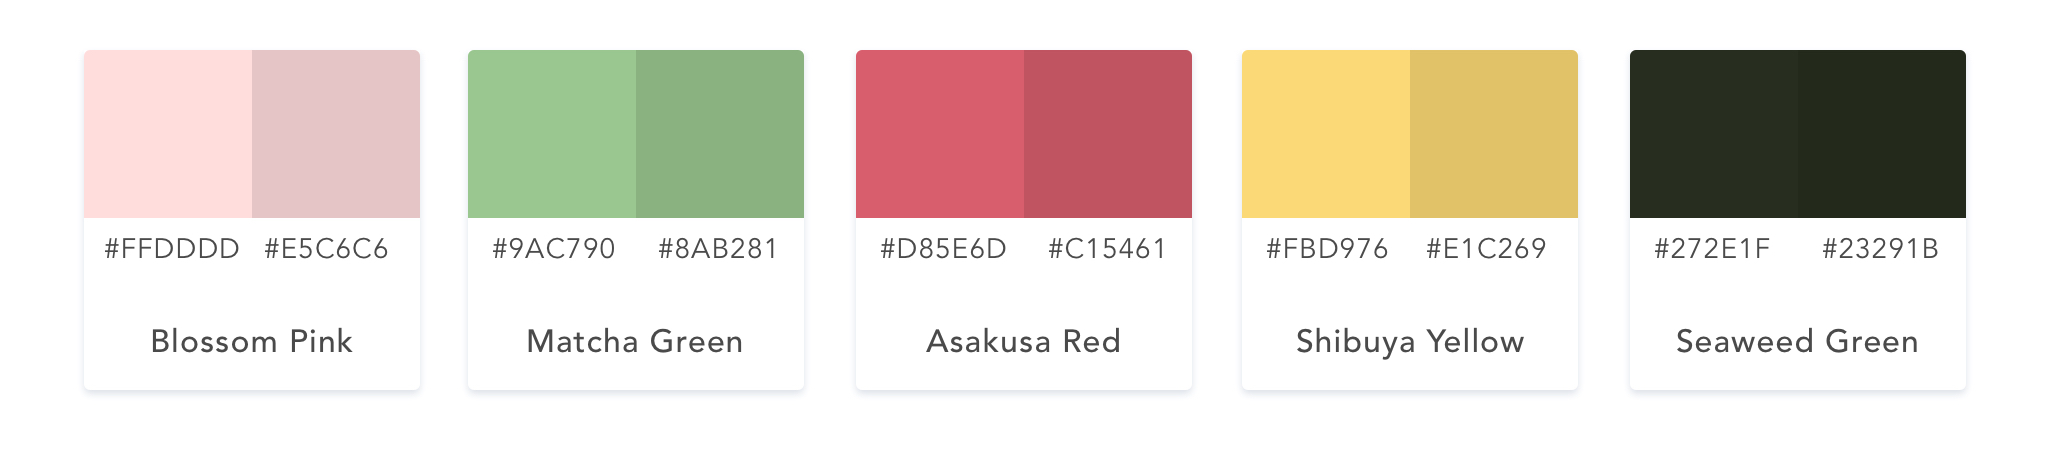 #FFDDDD #E5C6C6
Blossom Pink
#9AC790 #8AB281
Matcha Green
#D85E6D #C15461
Asakusa Red
#FBD976 #E1C269
Shibuya Yellow
#272E1F #23291B
Seaweed Green